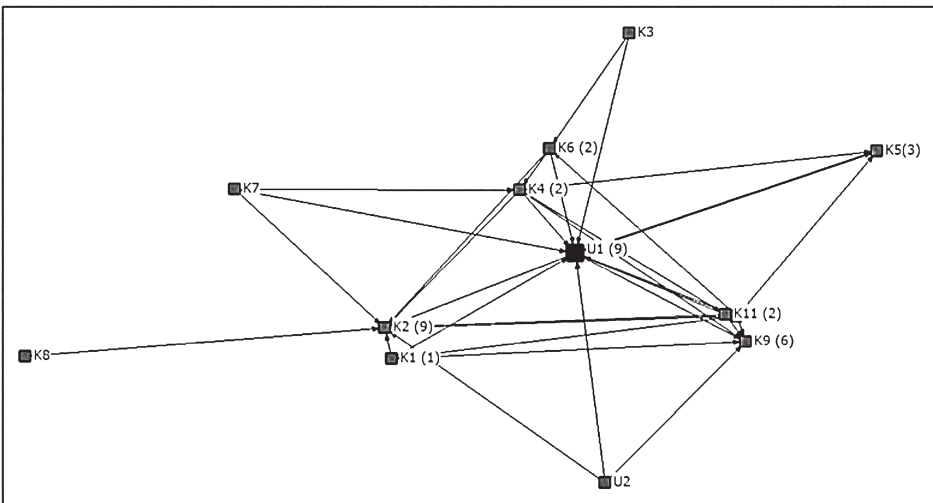 K3
K6 (2)
K5(3)
K7
K4 (2)
U1 (9)
K11 (2)
K2 (9)
K9 (6)
K8
K1 (1)
U2